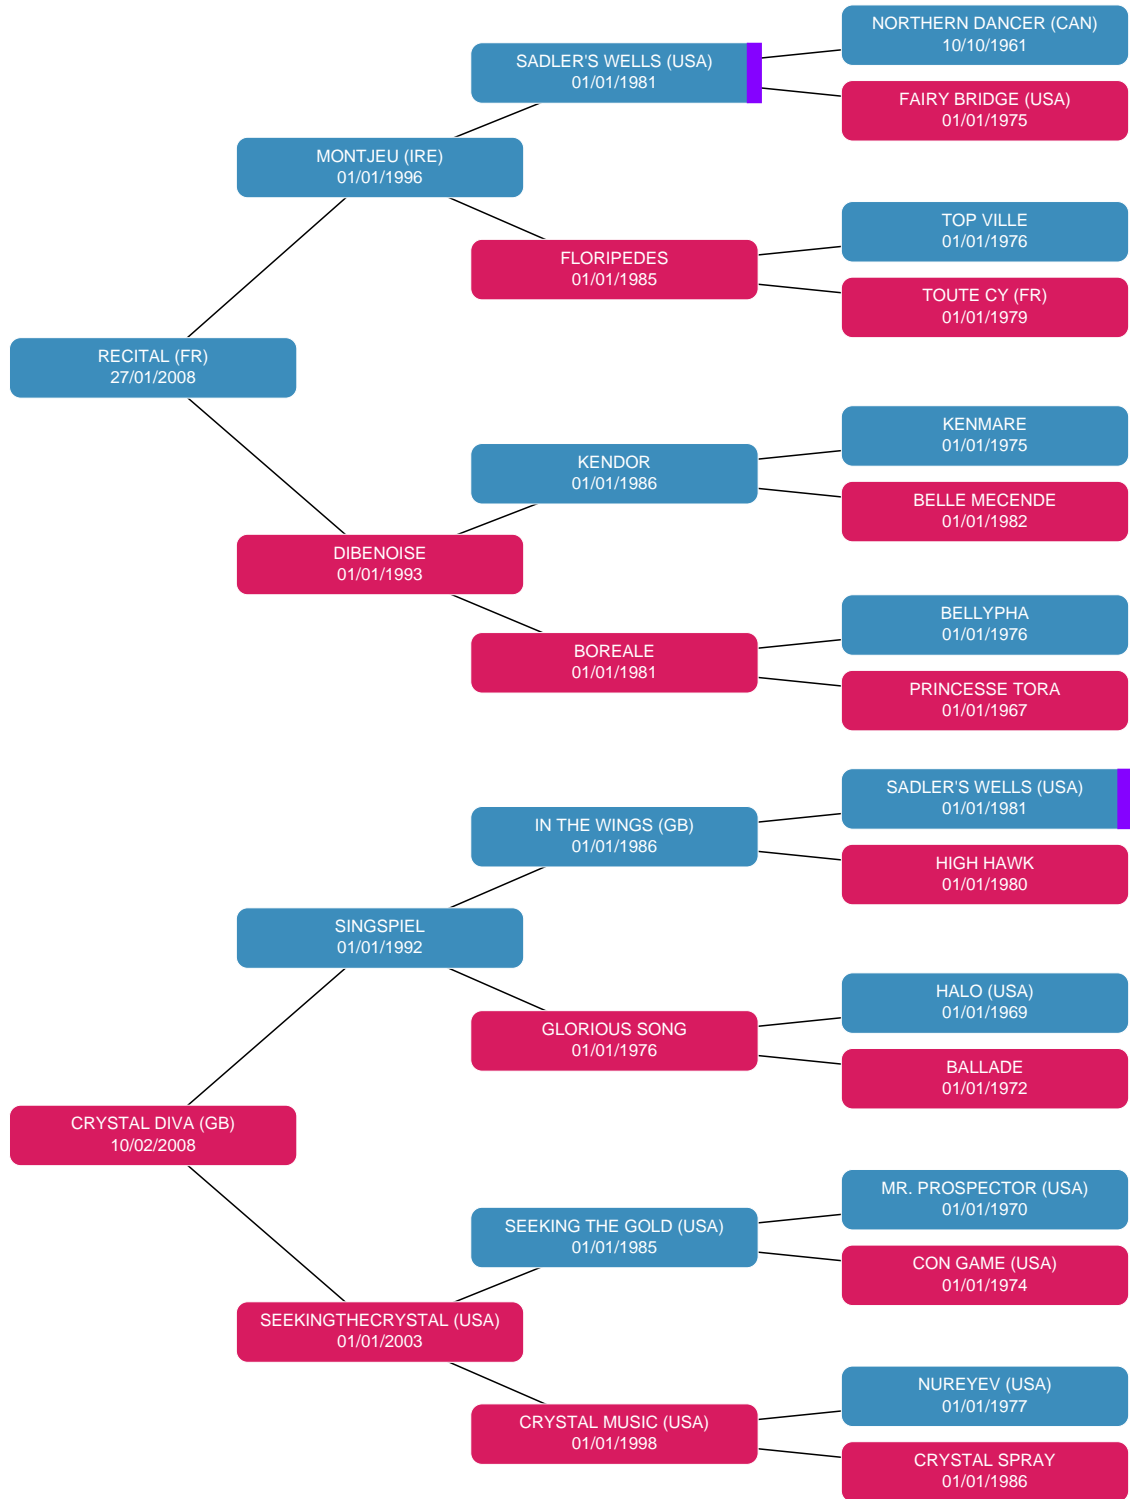 NORTHERN DANCER (CAN)
10/10/1961
SADLER'S WELLS (USA)
01/01/1981
FAIRY BRIDGE (USA)
01/01/1975
MONTJEU (IRE)
01/01/1996
TOP VILLE
01/01/1976
FLORIPEDES
01/01/1985
TOUTE CY (FR)
01/01/1979
RECITAL (FR)
27/01/2008
KENMARE
01/01/1975
KENDOR
01/01/1986
BELLE MECENDE
01/01/1982
DIBENOISE
01/01/1993
BELLYPHA
01/01/1976
BOREALE
01/01/1981
PRINCESSE TORA
01/01/1967
SADLER'S WELLS (USA)
01/01/1981
IN THE WINGS (GB)
01/01/1986
HIGH HAWK
01/01/1980
SINGSPIEL
01/01/1992
HALO (USA)
01/01/1969
GLORIOUS SONG
01/01/1976
BALLADE
01/01/1972
CRYSTAL DIVA (GB)
10/02/2008
MR. PROSPECTOR (USA)
01/01/1970
SEEKING THE GOLD (USA)
01/01/1985
CON GAME (USA)
01/01/1974
SEEKINGTHECRYSTAL (USA)
01/01/2003
NUREYEV (USA)
01/01/1977
CRYSTAL MUSIC (USA)
01/01/1998
CRYSTAL SPRAY
01/01/1986